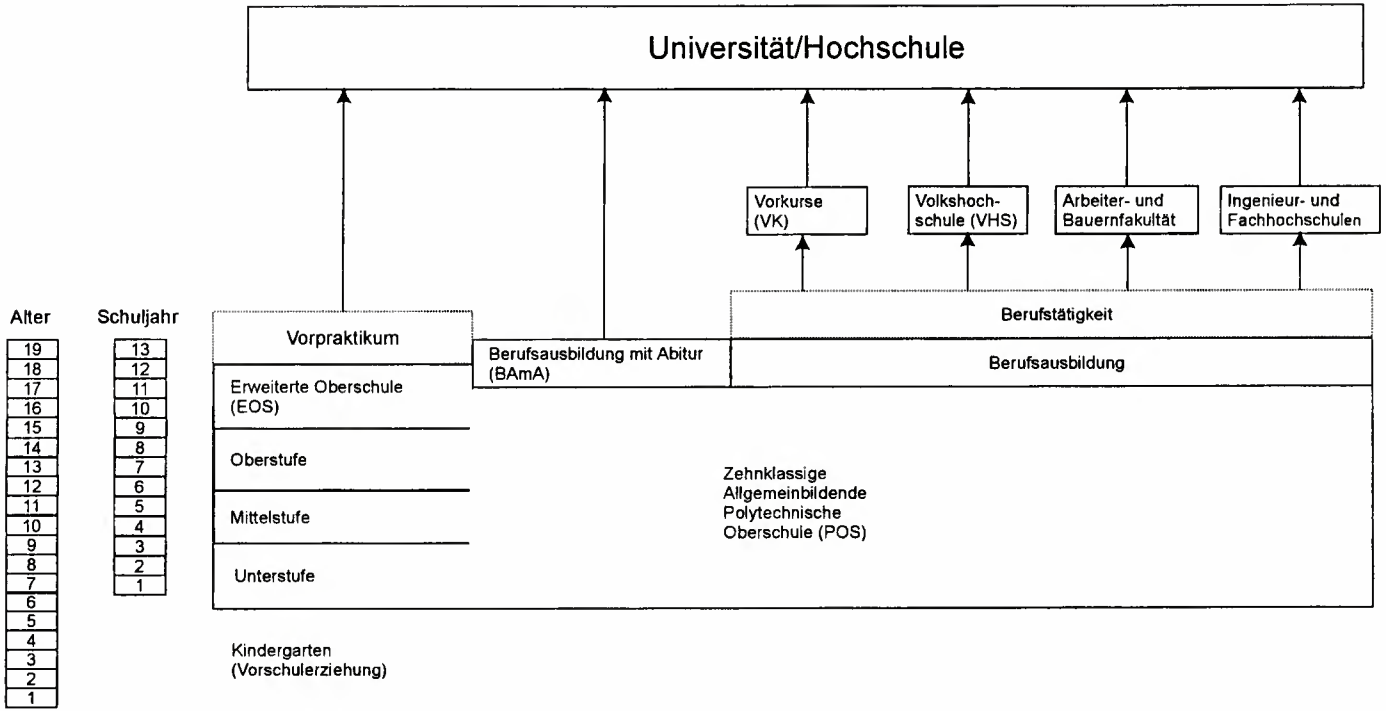 Universität/Hochschule
Vorkurse
(VK)
Volkshoch-
schule (VHS)
Arbeiter- und
Bauernfakultät
Ingenieur- und
Fachhochschulen
Berufstätigkeit
Alter
Schuljahr
Vorpraktikum
Berufsausbildung mit Abitur
(BAmA)
Berufsausbildung
Erweiterte Oberschule
(EOS)
Oberstufe
Mittelstufe
Unterstufe
Zehnklassige
Allgemeinbildende
Polytechnische
Oberschule (POS)
Kindergarten
(Vorschulerziehung)
19
18
17
16
15
14
13
12
11
10
9
8
7
6
5
4
3
2
1
13
12
11
10
9
8
7
6
5
4
3
2
1